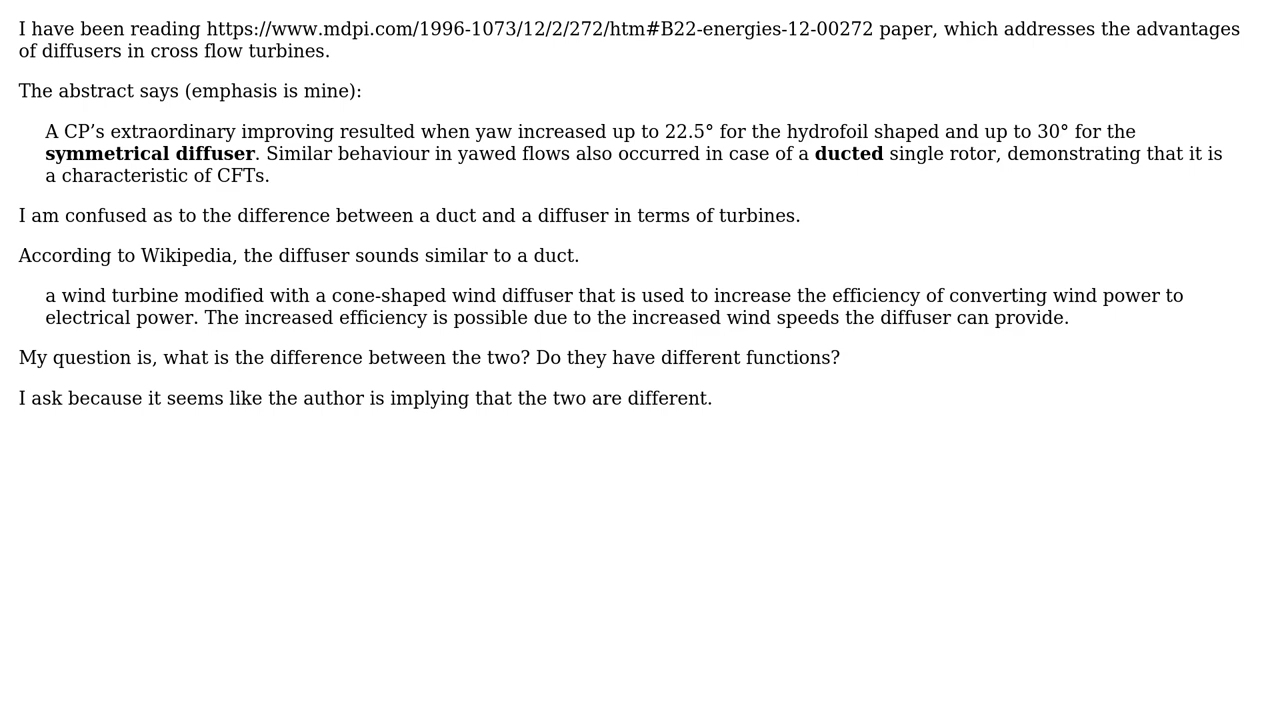 I have been reading https://www.mdpi.com/1996-1073/12/2/272/htm#B22-energies-12-00272 paper, which addresses the advantages
of diffusers in cross flow turbines.
The abstract says (emphasis is mine):
A CP’s extraordinary improving resulted when yaw increased up to 22.5° for the hydrofoil shaped and up to 30° for the
symmetrical diffuser. Similar behaviour in yawed flows also occurred in case of a ducted single rotor, demonstrating that it is
a characteristic of CFTs.
I am confused as to the difference between a duct and a diffuser in terms of turbines.
According to Wikipedia, the diffuser sounds similar to a duct.
a wind turbine modified with a cone-shaped wind diffuser that is used to increase the efficiency of converting wind power to
electrical power. The increased efficiency is possible due to the increased wind speeds the diffuser can provide.
My question is, what is the difference between the two? Do they have different functions?
I ask because it seems like the author is implying that the two are different.